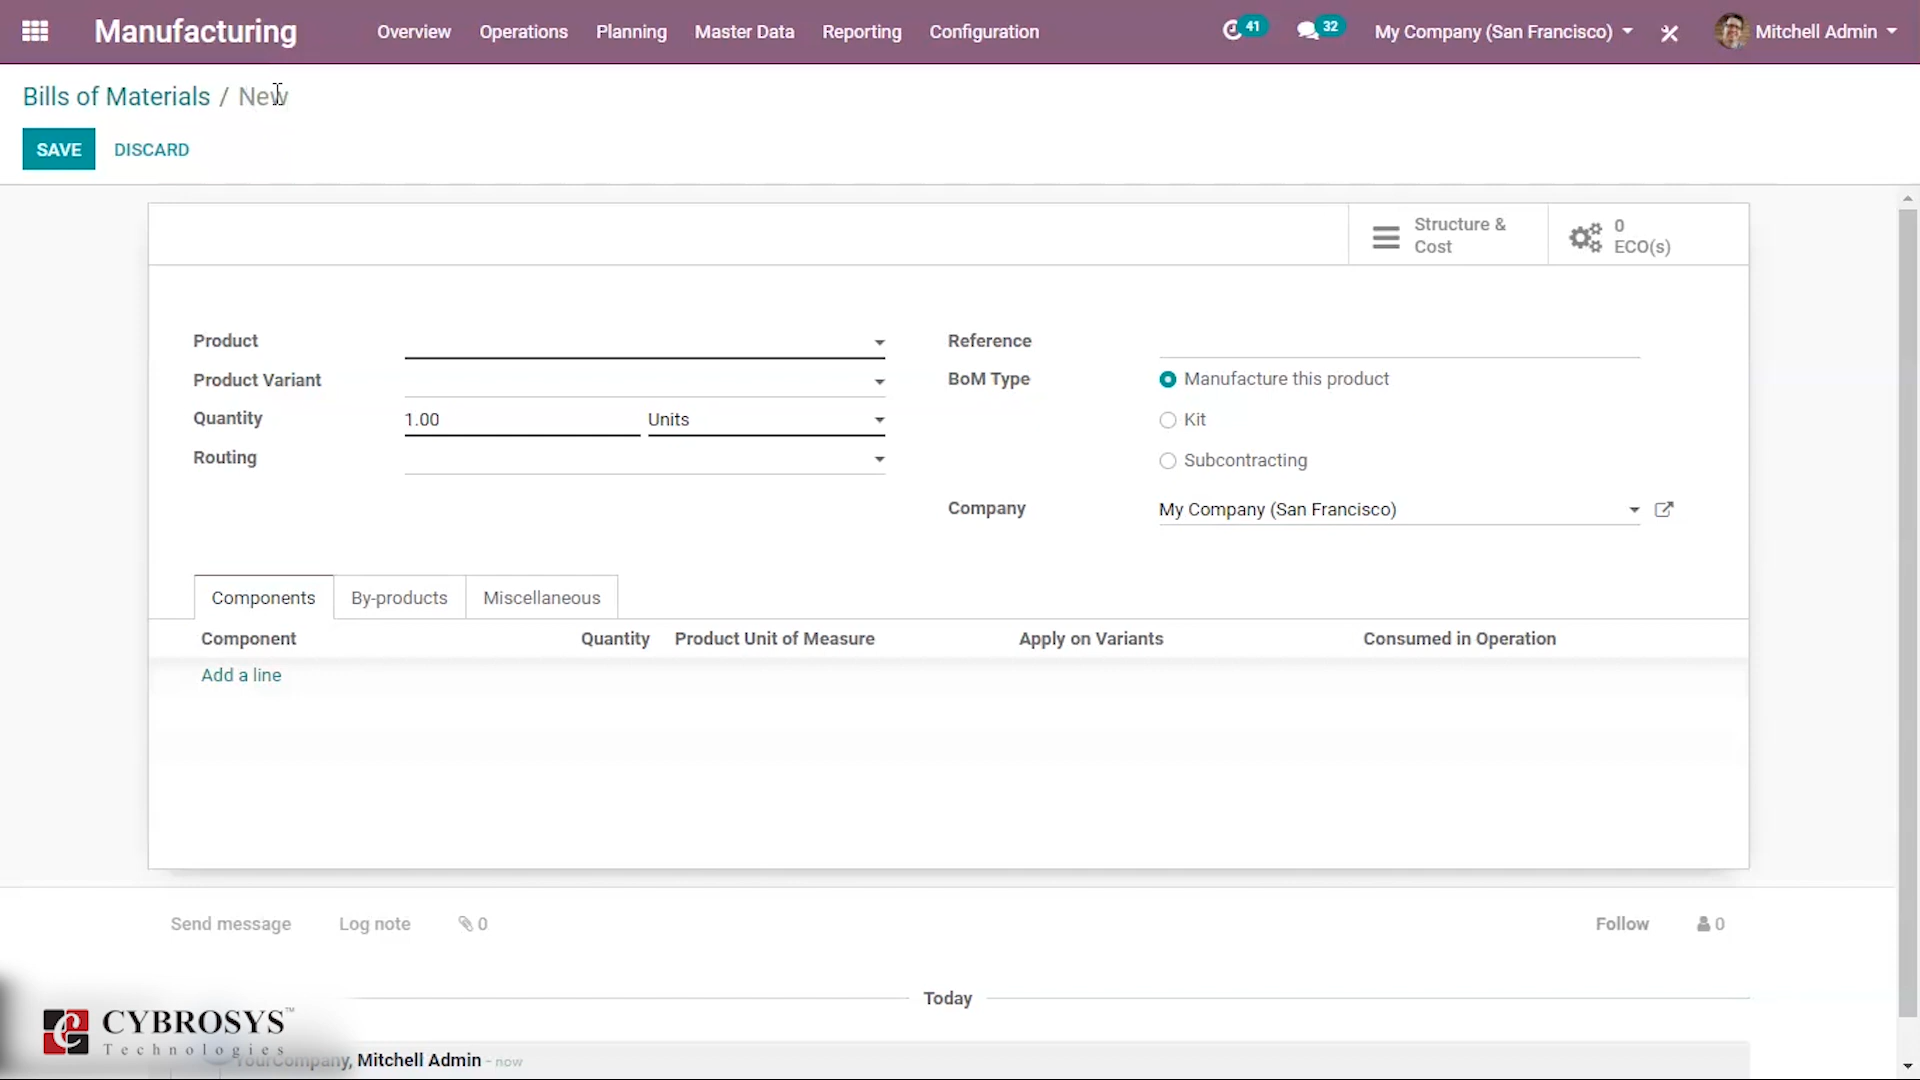 Manufacturing Overview Operations Planning Master Data Reporting Configuration 41 32 My Company (San Francisco) Mitchell Admin
Bills of Materials / New
SAVE DISCARD
Structure & Cost
0 ECO(s)
Product
Reference
Product Variant
BoM Type Manufacture this product
Quantity 1.00 Units
Kit
Routing
Subcontracting
Company My Company (San Francisco)
Components By-products Miscellaneous
Component Quantity Product Unit of Measure Apply on Variants Consumed in Operation
Add a line
Send message Log note 0 Follow 0
Today
CYBROSYS™
Technologies
YourCompany, Mitchell Admin - now